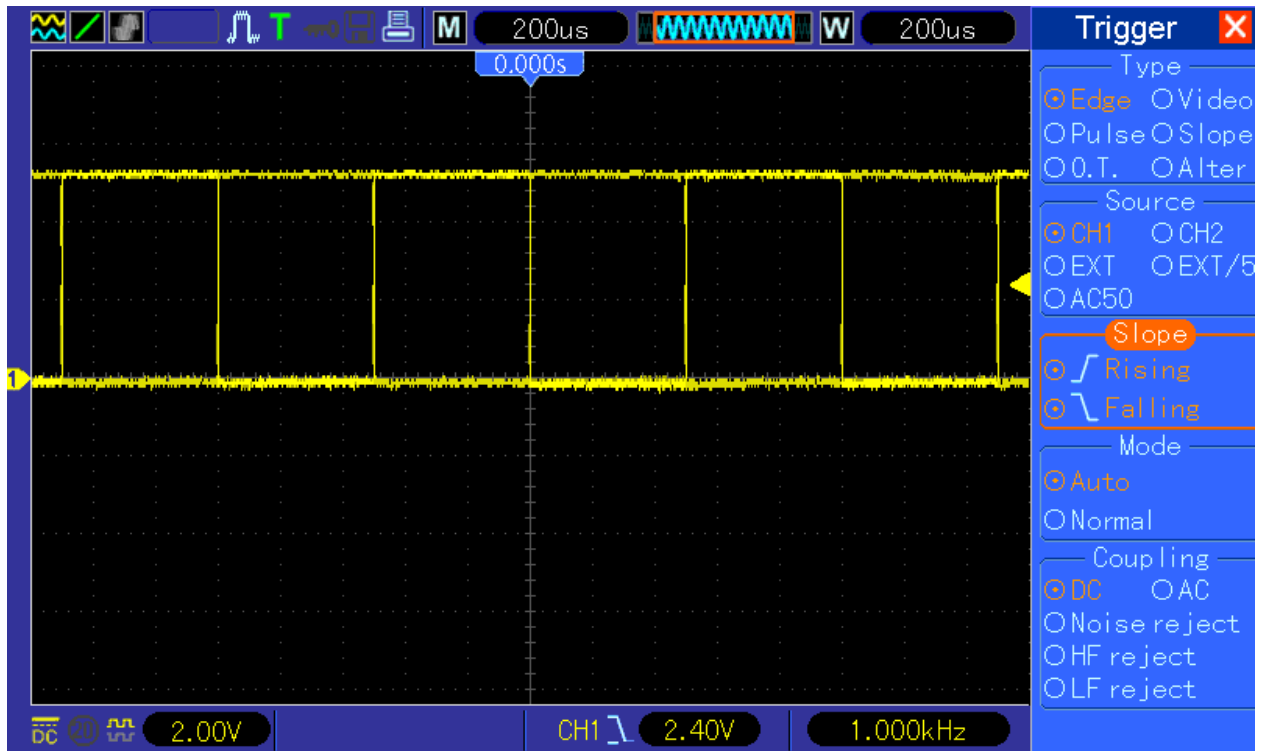 T M 200us W 200us Trigger X
0.000s
Type
Edge Video
Pulse Slope
O.T. Alter
Source
CH1 CH2
EXT EXT/5
AC50
Slope
Rising
1
Falling
Mode
Auto
Normal
Coupling
DC AC
Noise reject
HF reject
LF reject
DC 20 2.00V CH1 2.40V 1.000kHz